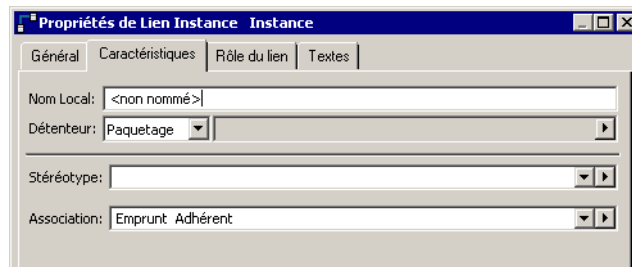 Propriétés de Lien Instance Instance
Général Caractéristiques Rôle du lien Textes
Nom Local: <non nommé>
Détenteur: Paquetage
Stéréotype:
Association: Emprunt Adhérent